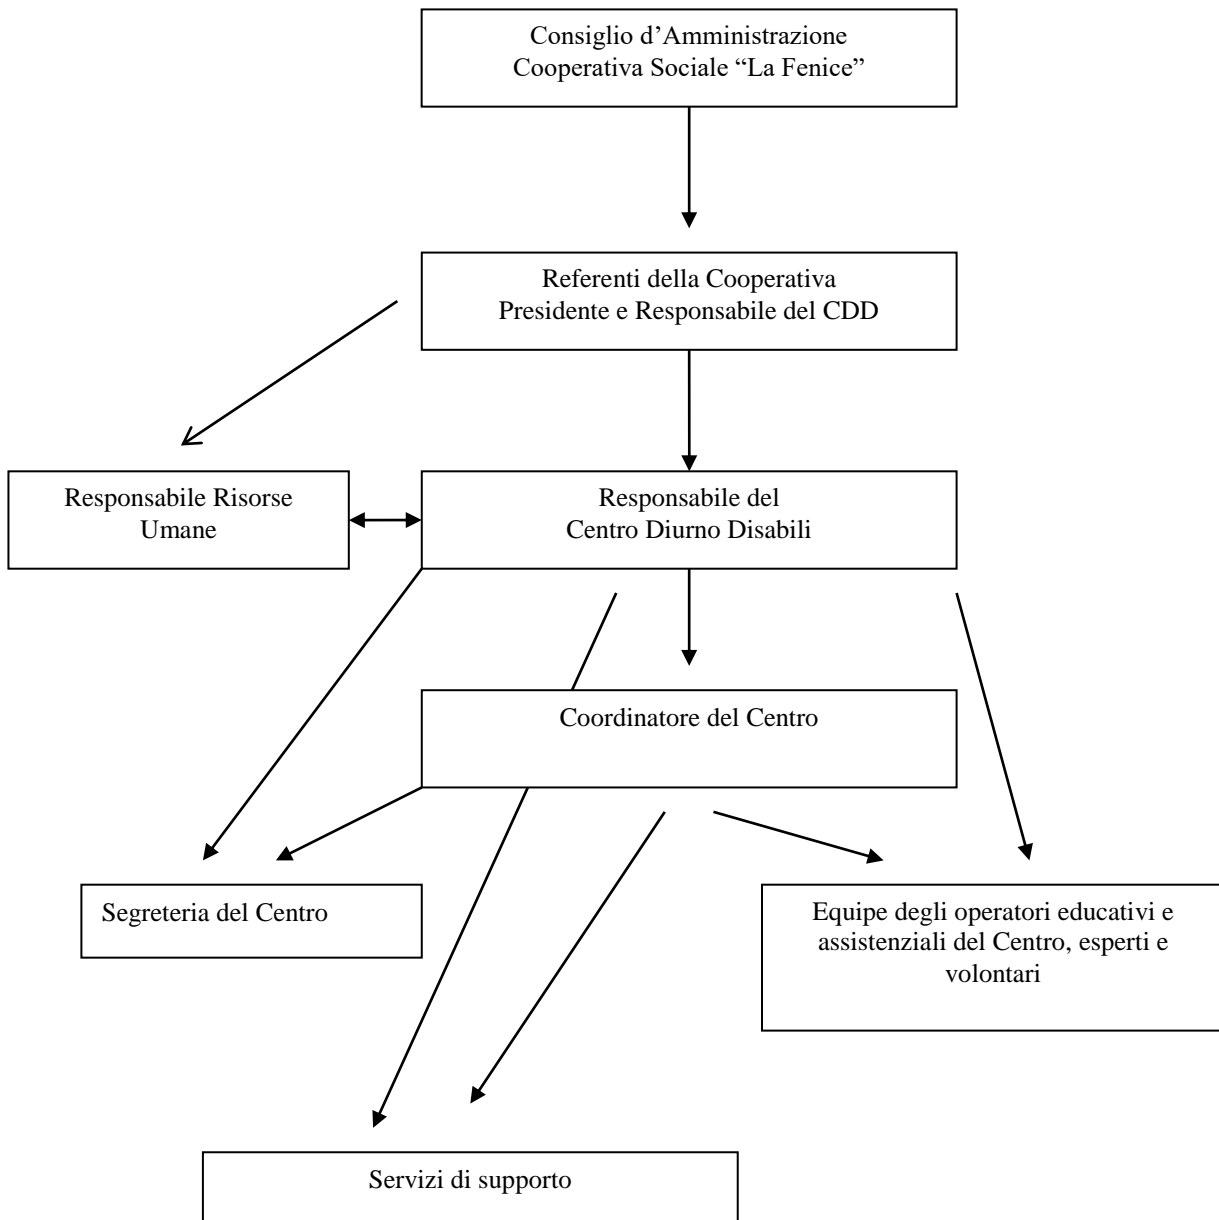 Consiglio d’Amministrazione
Cooperativa Sociale “La Fenice”
Referenti della Cooperativa
Presidente e Responsabile del CDD
Responsabile Risorse
Umane
Responsabile del
Centro Diurno Disabili
Coordinatore del Centro
Segreteria del Centro
Equipe degli operatori educativi e
assistenziali del Centro, esperti e
volontari
Servizi di supporto